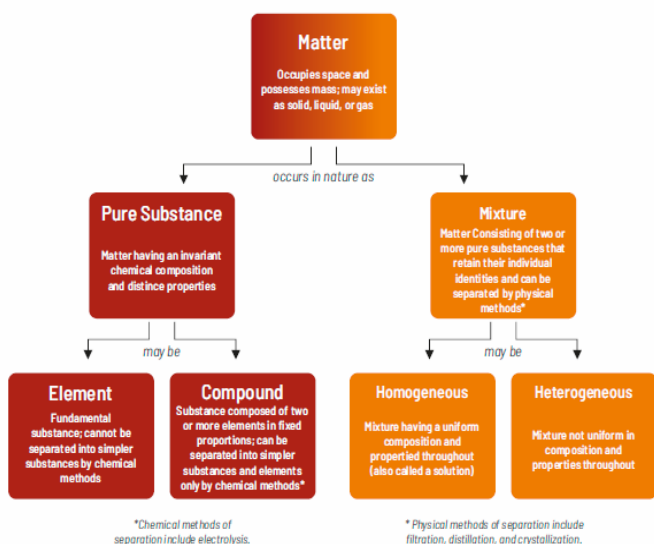 Matter
Occupies space and
possesses mass; may exist
as solid, liquid, or gas
occurs in nature as
Pure Substance
Matter having an invariant
chemical composition
and distince properties
Mixture
Matter Consisting of two or
more pure substances that
retain their individual
identities and can be
separated by physical
methods*
may be
may be
Element
Fundamental
substance; cannot be
separated into simpler
substances by chemical
methods
Compound
Substance composed of two
or more elements in fixed
proportions; can be
separated into simpler
substances and elements
only by chemical methods*
Homogeneous
Mixture having a uniform
composition and
propertied throughout
(also called a solution)
Heterogeneous
Mixture not uniform in
composition and
properties throughout
*Chemical methods of
separation include electrolysis.
* Physical methods of separation include
filtration, distillation, and crystallization.